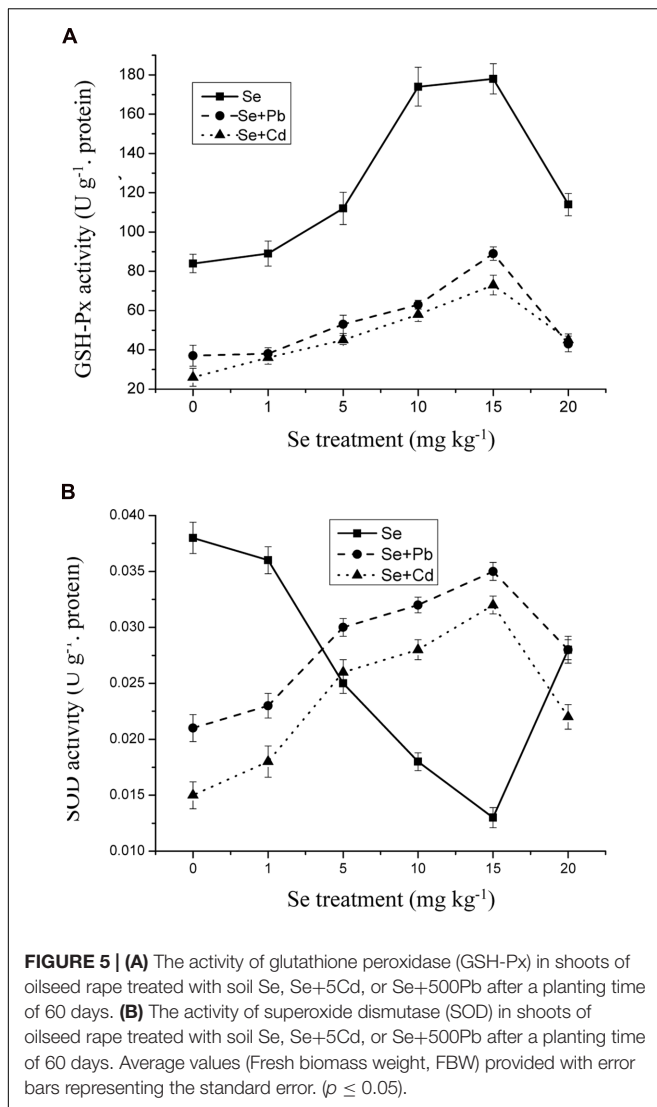 A
GSH-Px activity (U g⁻¹. protein)
180
160
140
120
100
80
60
40
20
Se
Se+Pb
Se+Cd
0 1 5 10 15 20
Se treatment (mg kg⁻¹)
B
SOD activity (U g⁻¹. protein)
0.040
0.035
0.030
0.025
0.020
0.015
0.010
Se
Se+Pb
Se+Cd
0 1 5 10 15 20
Se treatment (mg kg⁻¹)
FIGURE 5 | (A) The activity of glutathione peroxidase (GSH-Px) in shoots of
oilseed rape treated with soil Se, Se+5Cd, or Se+500Pb after a planting time
of 60 days. (B) The activity of superoxide dismutase (SOD) in shoots of
oilseed rape treated with soil Se, Se+5Cd, or Se+500Pb after a planting time
of 60 days. Average values (Fresh biomass weight, FBW) provided with error
bars representing the standard error. (p ≤ 0.05).